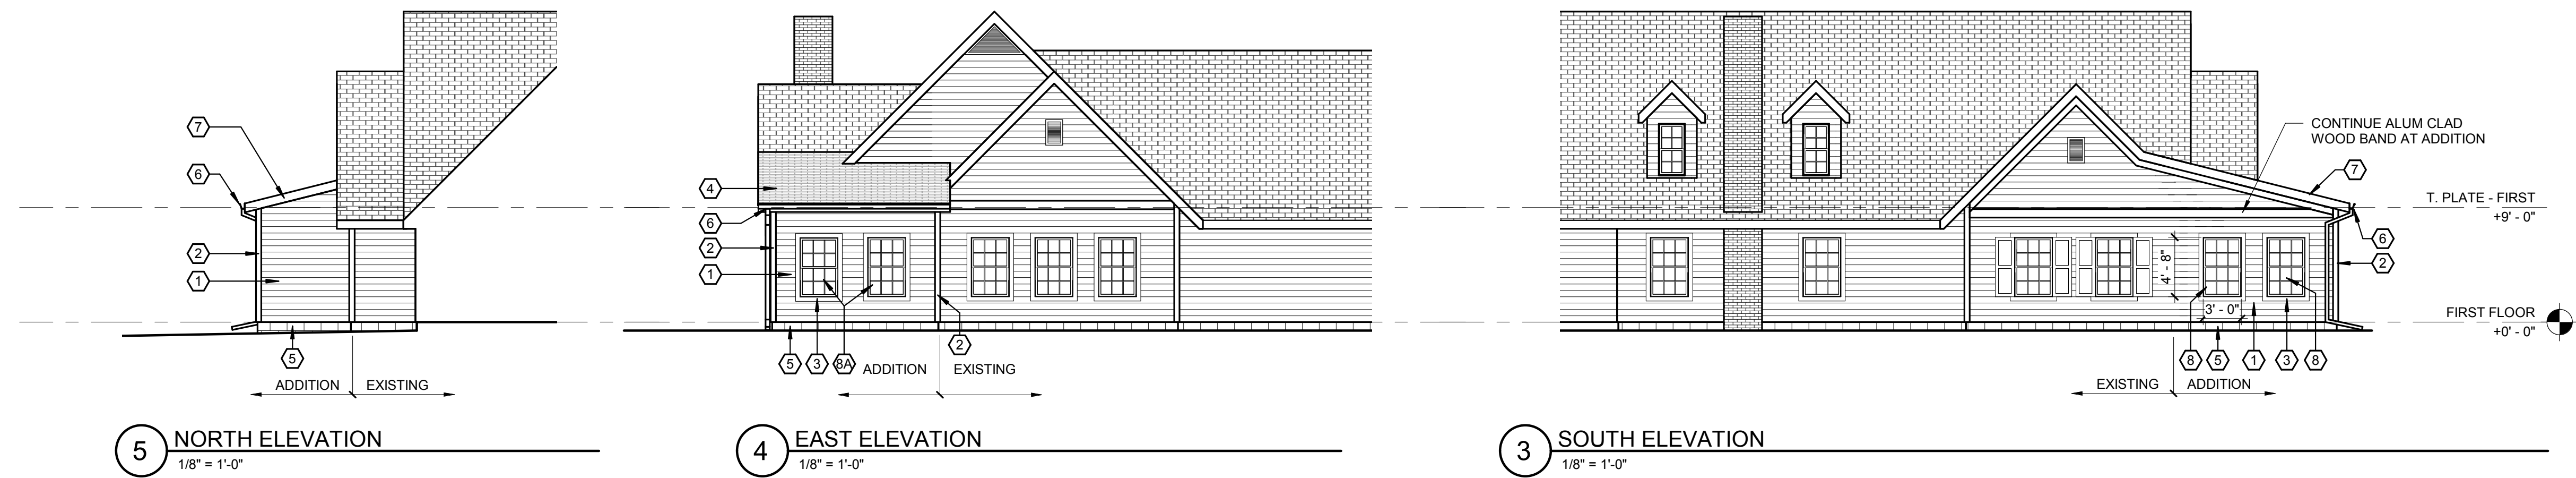 7
6
2
1
5
ADDITION EXISTING
5 NORTH ELEVATION
1/8" = 1'-0"
4
6
2
1
5 3 8A 2
ADDITION EXISTING
4 EAST ELEVATION
1/8" = 1'-0"
CONTINUE ALUM CLAD
WOOD BAND AT ADDITION
7
T. PLATE - FIRST
+9' - 0"
6
2
4' - 8"
3' - 0"
FIRST FLOOR
+0' - 0"
8 5 1 3 8
EXISTING ADDITION
3 SOUTH ELEVATION
1/8" = 1'-0"